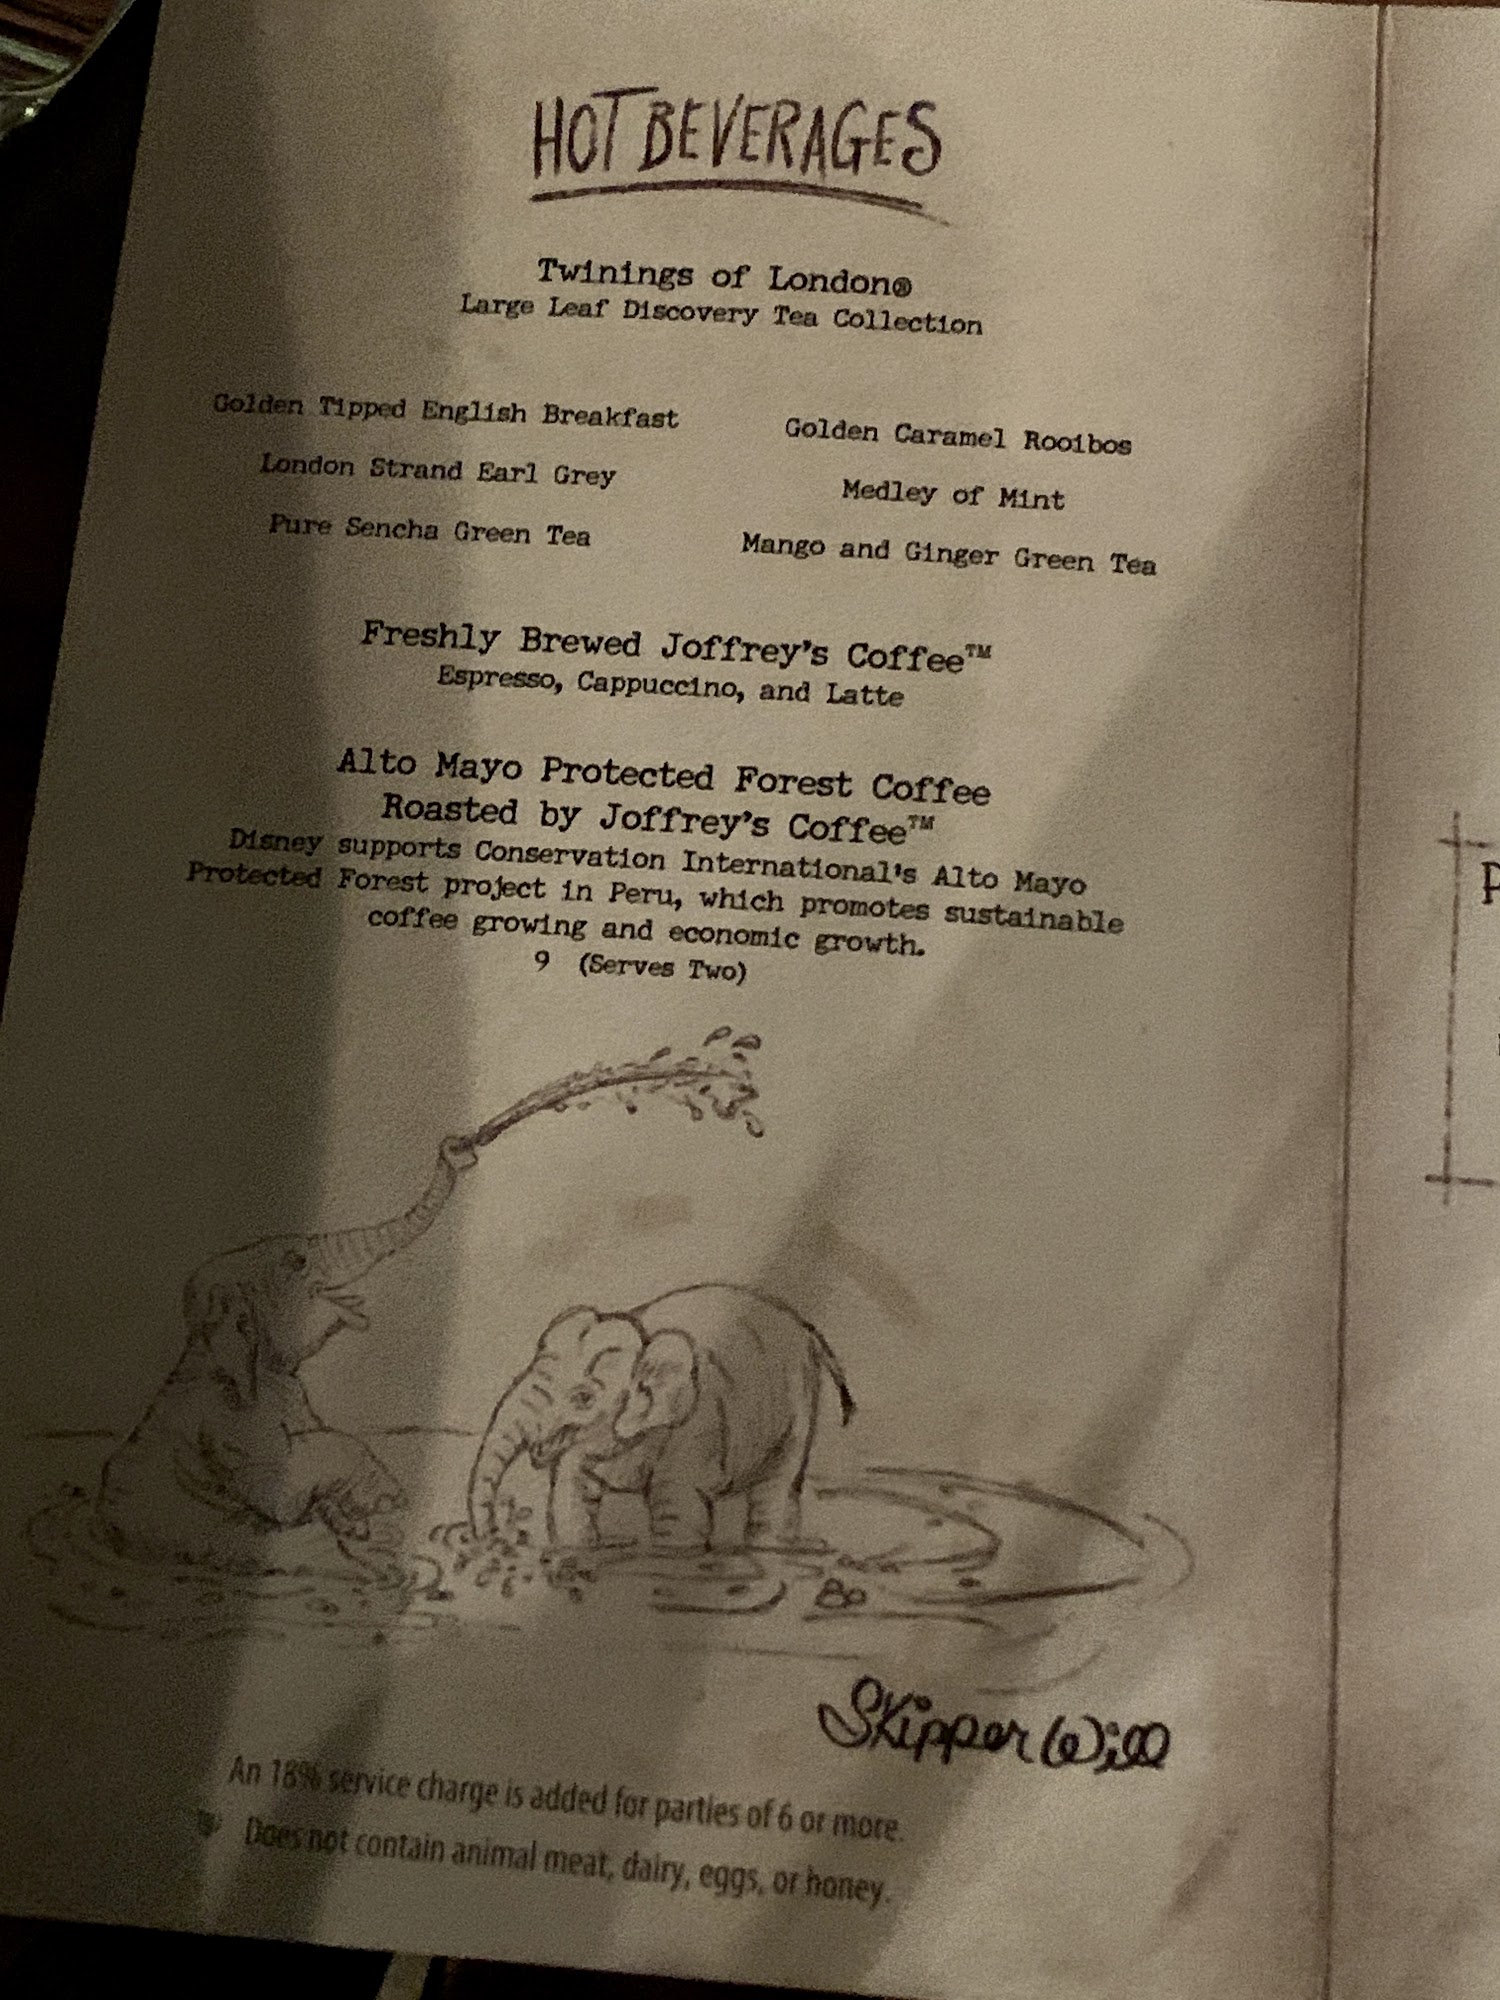 HOT BEVERAGES
Twinings of London®
Large Leaf Discovery Tea Collection
Golden Tipped English Breakfast
London Strand Earl Grey
Pure Sencha Green Tea
Golden Caramel Rooibos
Medley of Mint
Mango and Ginger Green Tea
Freshly Brewed Joffrey's Coffee™
Espresso, Cappuccino, and Latte
Alto Mayo Protected Forest Coffee
Roasted by Joffrey's Coffee™
Disney supports Conservation International's Alto Mayo
Protected Forest project in Peru, which promotes sustainable
coffee growing and economic growth.
9 (Serves Two)
Bo
Skipper Will
An 18% service charge is added for parties of 6 or more.
Does not contain animal meat, dairy, eggs, or honey.